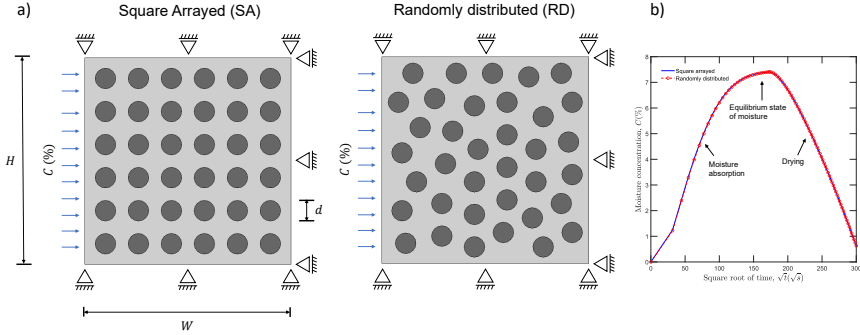 a)
Square Arrayed (SA)
Randomly distributed (RD)
b)
H
C (%)
d
W
C (%)
8
7
6
5
4
3
2
1
0
Moisture concentration, C(%)
Square arrayed
Randomly distributed
Equilibrium state
of moisture
Moisture
absorption
Drying
0
50
100
150
200
250
300
Square root of time, √t(√s)